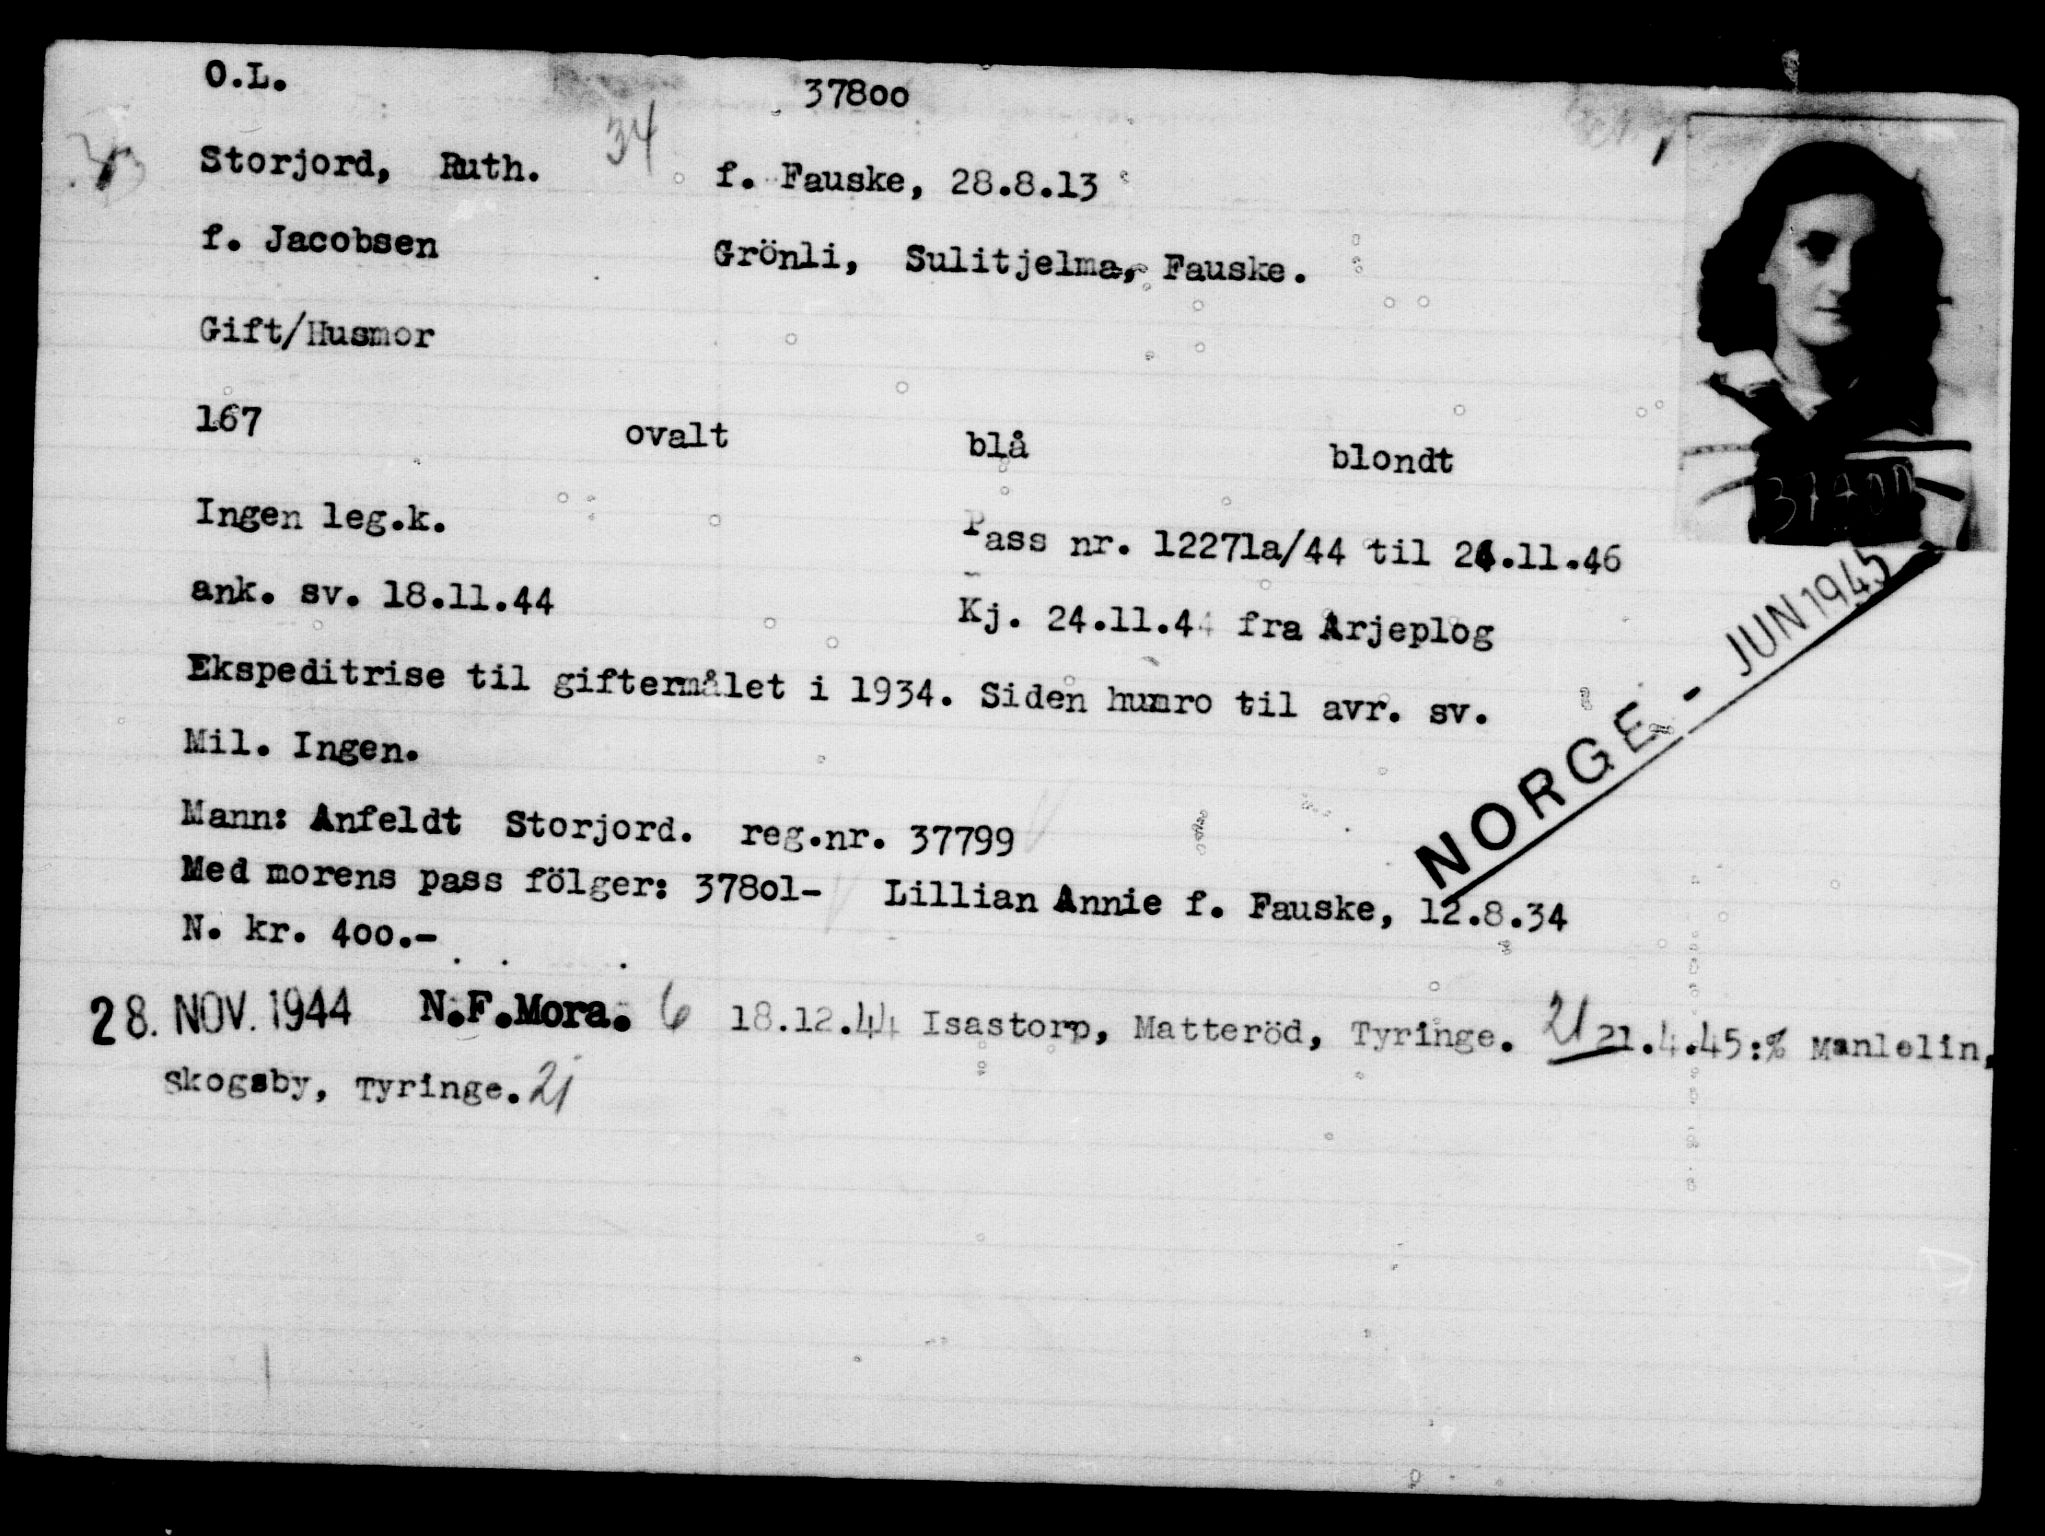 O.L. 37800
Storjord, Ruth. 34 f. Fauske, 28.8.13
f. Jacobsen Grönli, Sulitjelma, Fauske.
Gift/Husmor
167 ovalt blå blondt
Ingen leg.k. Pass nr. 12271a/44 til 26.11.46
ank. sv. 18.11.44 Kj. 24.11.44 fra Arjeplog
Ekspeditrise til giftermålet i 1934. Siden humro til avr. sv.
Mil. Ingen.
NORGE - JUN 1945
Mann: Anfeldt Storjord. reg.nr. 37799
Med morens pass fölger: 37801- Lillian Annie f. Fauske, 12.8.34
N. kr. 400.-
28. NOV. 1944 N.F.Mora. 6 18.12.44 Isastorp, Matteröd, Tyringe. 21 21.4.45:% Manlelin,
Skogsby, Tyringe. 21